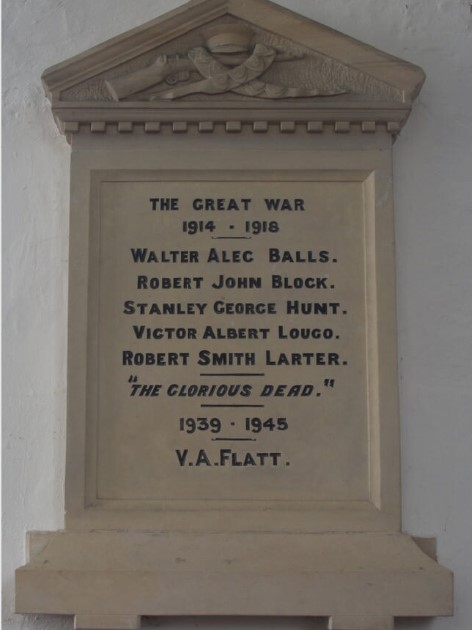 THE GREAT WAR
1914 · 1918
WALTER ALEC BALLS.
ROBERT JOHN BLOCK.
STANLEY GEORGE HUNT.
VICTOR ALBERT LOUGO.
ROBERT SMITH LARTER.
"THE GLORIOUS DEAD."
1939 · 1945
V.A.FLATT.